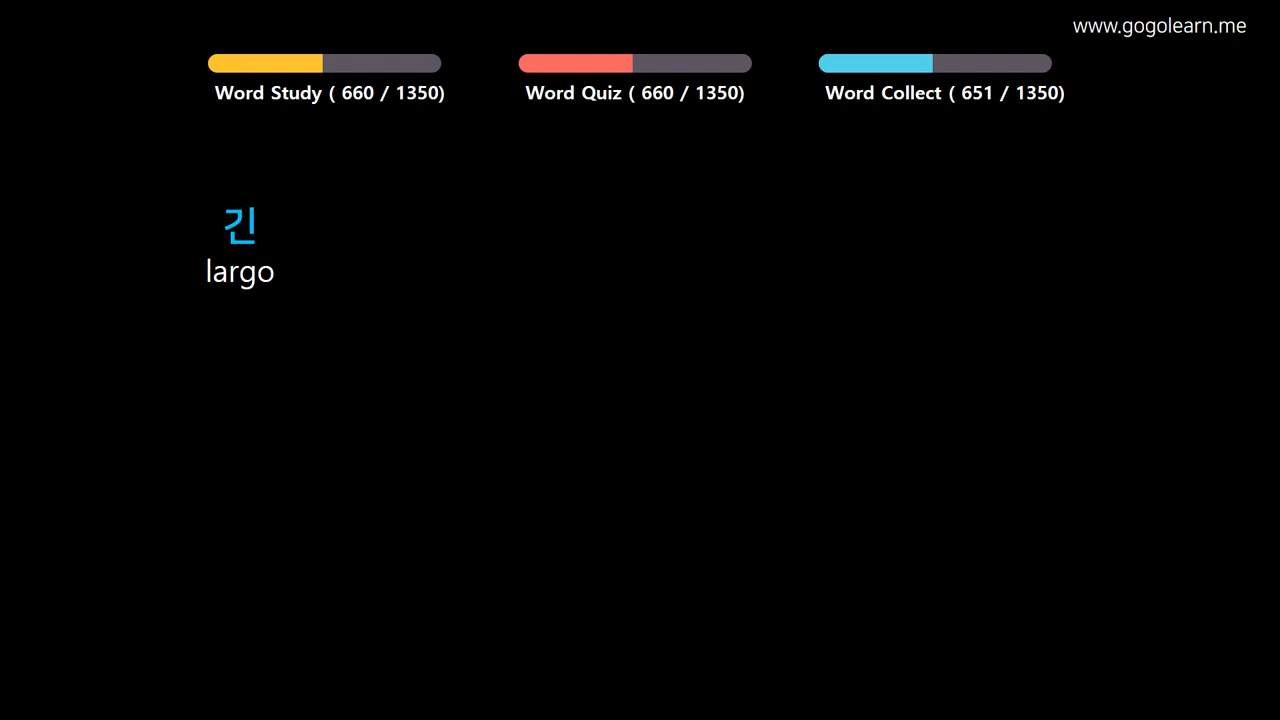 www.gogolearn.me
Word Study ( 660 / 1350)
Word Quiz ( 660 / 1350)
Word Collect ( 651 / 1350)
긴
largo